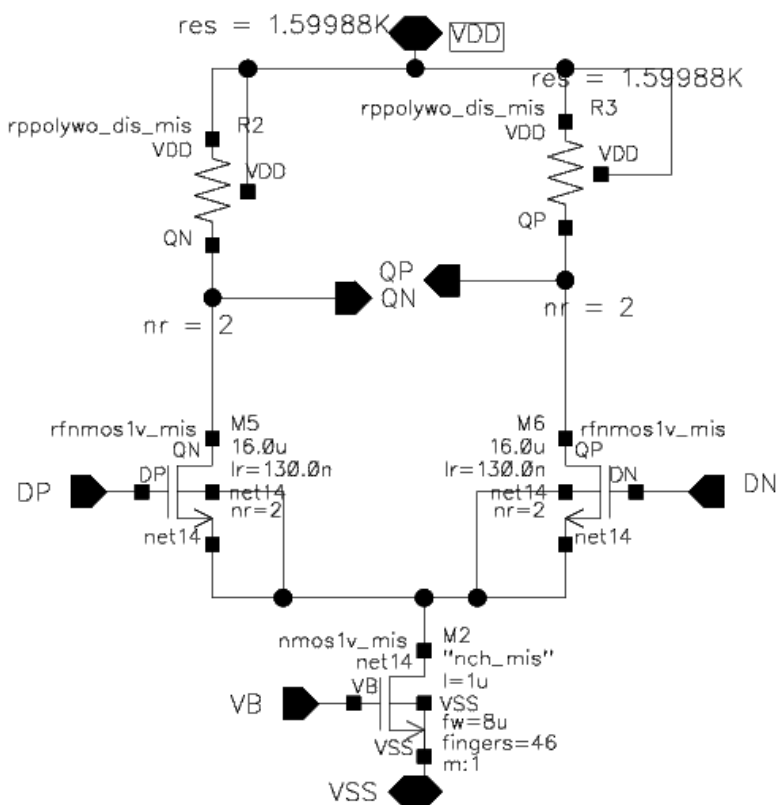 res = 1.59988K
VDD
res = 1.59988K
rppolywo_dis_mis
R2
VDD
VDD
QN
rppolywo_dis_mis
R3
VDD
VDD
QP
QP
QN
nr = 2
nr = 2
rfnmos1v_mis
M5
QN
16.0u
DP
lr=130.0n
net14
nr=2
DP
net14
M6
rfnmos1v_mis
16.0u
QP
lr=130.0n
DN
net14
nr=2
DN
net14
nmos1v_mis
M2
net14
"nch_mis"
l=1u
VB
VB
VSS
fw=8u
VSS
fingers=46
m:1
VSS